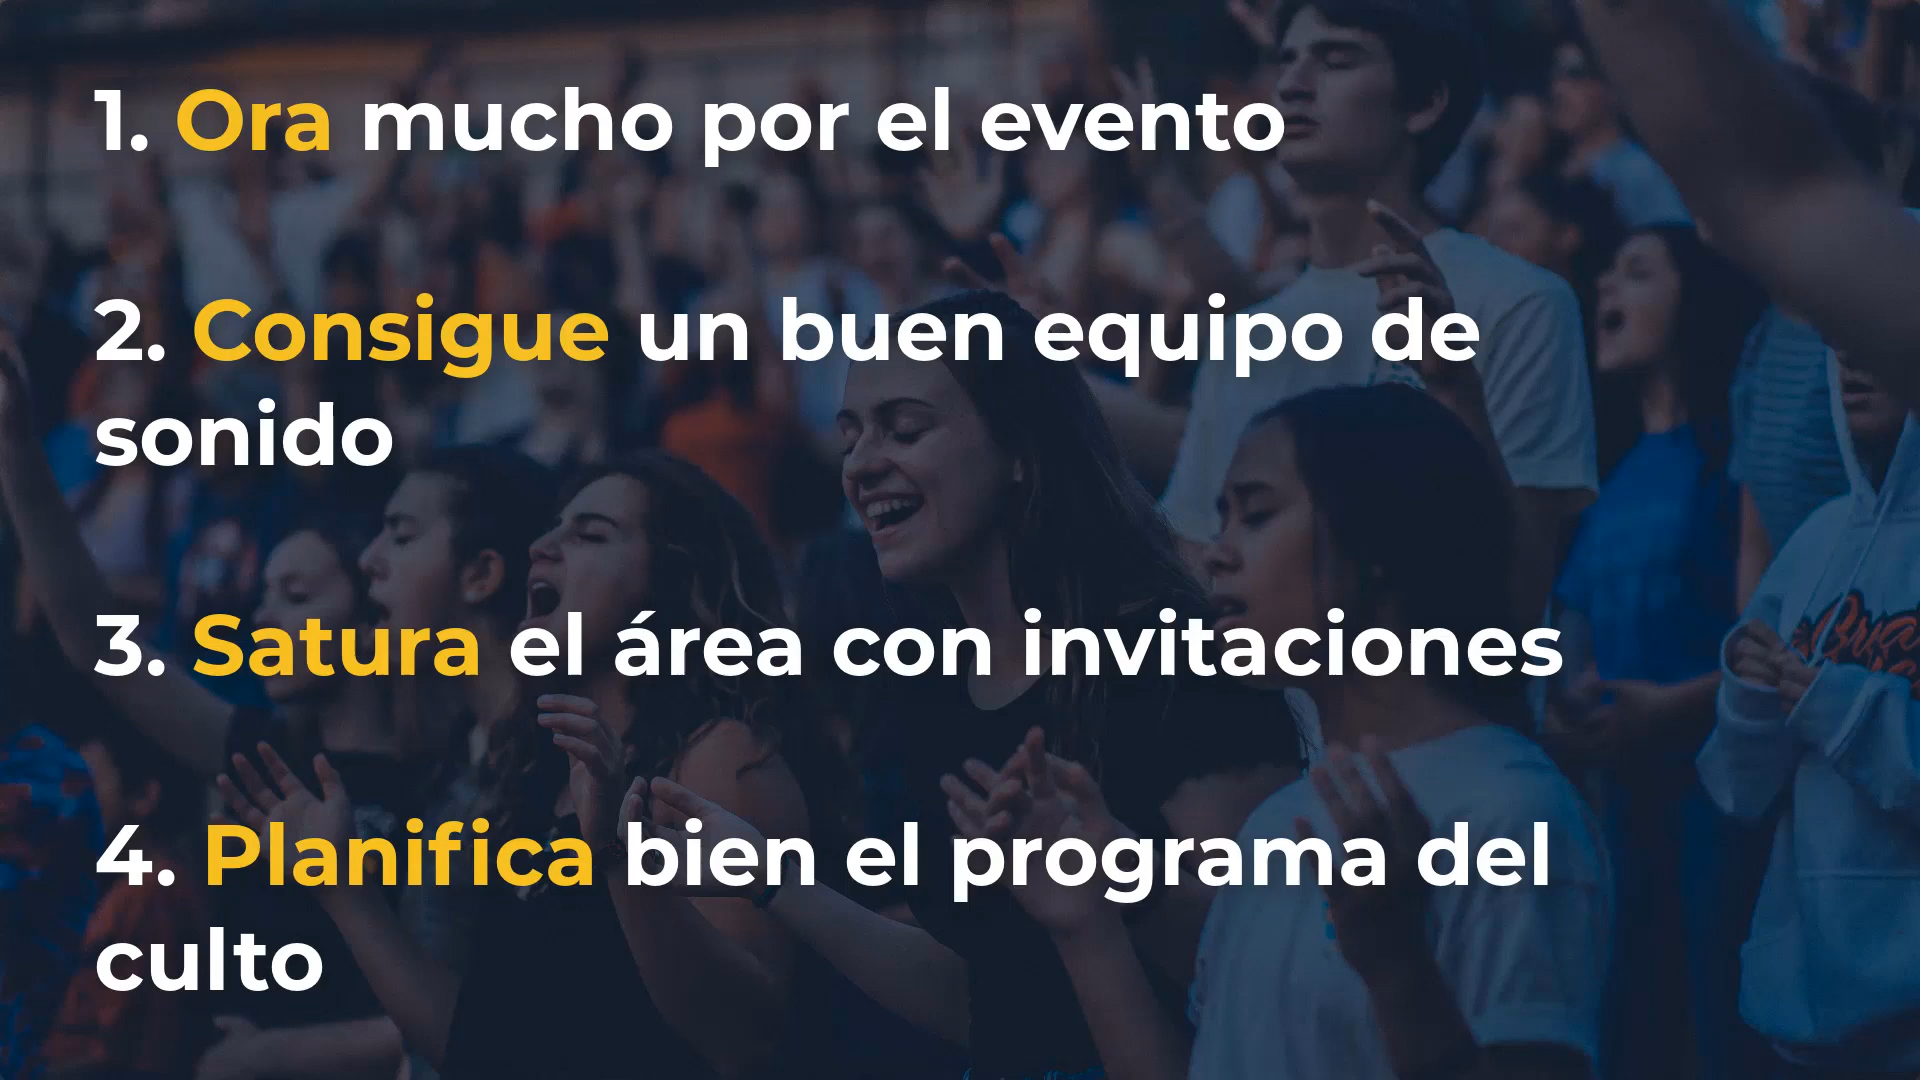 1. Ora mucho por el evento
2. Consigue un buen equipo de
sonido
3. Satura el área con invitaciones
4. Planifica bien el programa del
culto